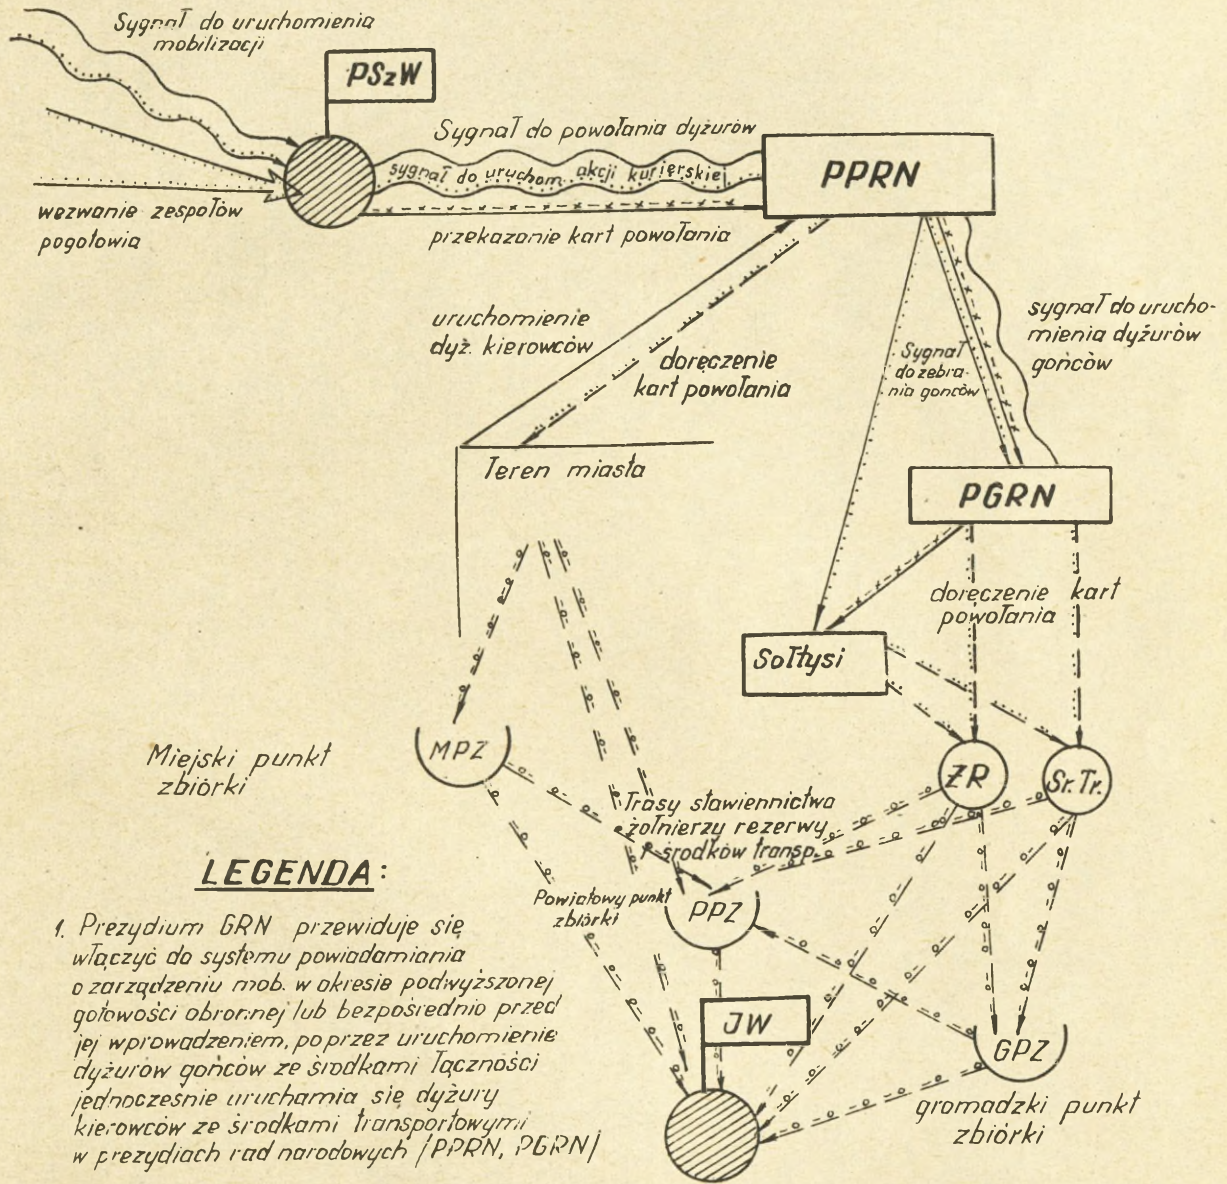 Sygnał do uruchomienia
mobilizacji
PSzW
Sygnał do powołania dyżurów
sygnał do uruchom. akcji kurierskiej
PPRN
wezwanie zespołów
pogotowia
przekazanie kart powołania
uruchomienie
dyż. kierowców
doręczenie
kart powołania
Sygnał
do zebra-
nia gonców
sygnał do urucho-
mienia dyżurów
gońców
Teren miasta
PGRN
doręczenie kart
powołania
Sołtysi
MPZ
Miejski punkt
zbiórki
ŻR
Śr. Tr.
Trasy stawiennictwa
żołnierzy rezerwy
i środków transp.
Powiatowy punkt
zbiórki
PPZ
JW
GPZ
gromadzki punkt
zbiórki
LEGENDA:
1. Prezydium GRN przewiduje się
włączyć do systemu powiadamiania
o zarządzeniu mob. w okresie podwyższonej
gotowości obronnej lub bezpośrednio przed
jej wprowadzeniem, poprzez uruchomienie
dyżurów gońców ze środkami łączności
jednocześnie uruchamia się dyżury
kierowców ze środkami transportowymi
w prezydiach rad narodowych /PPRN, PGRN/